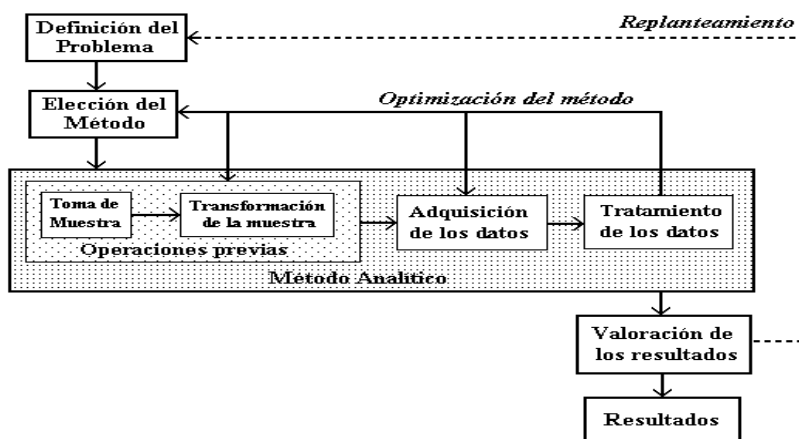 Definición del
Problema
Replanteamiento
Elección del
Método
Optimización del método
Toma de
Muestra
Transformación
de la muestra
Operaciones previas
Adquisición
de los datos
Tratamiento
de los datos
Método Analítico
Valoración de
los resultados
Resultados